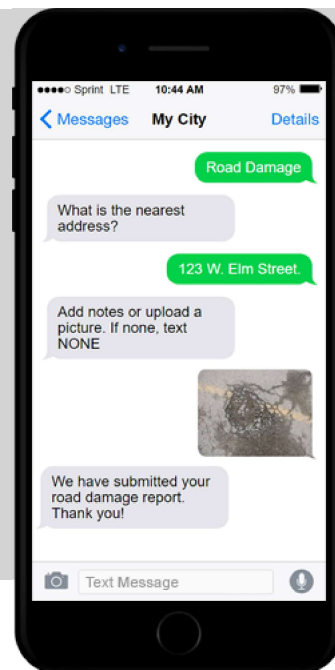 Sprint LTE 10:44 AM 97%
Messages My City Details
Road Damage
What is the nearest
address?
123 W. Elm Street.
Add notes or upload a
picture. If none, text
NONE
We have submitted your
road damage report.
Thank you!
Text Message